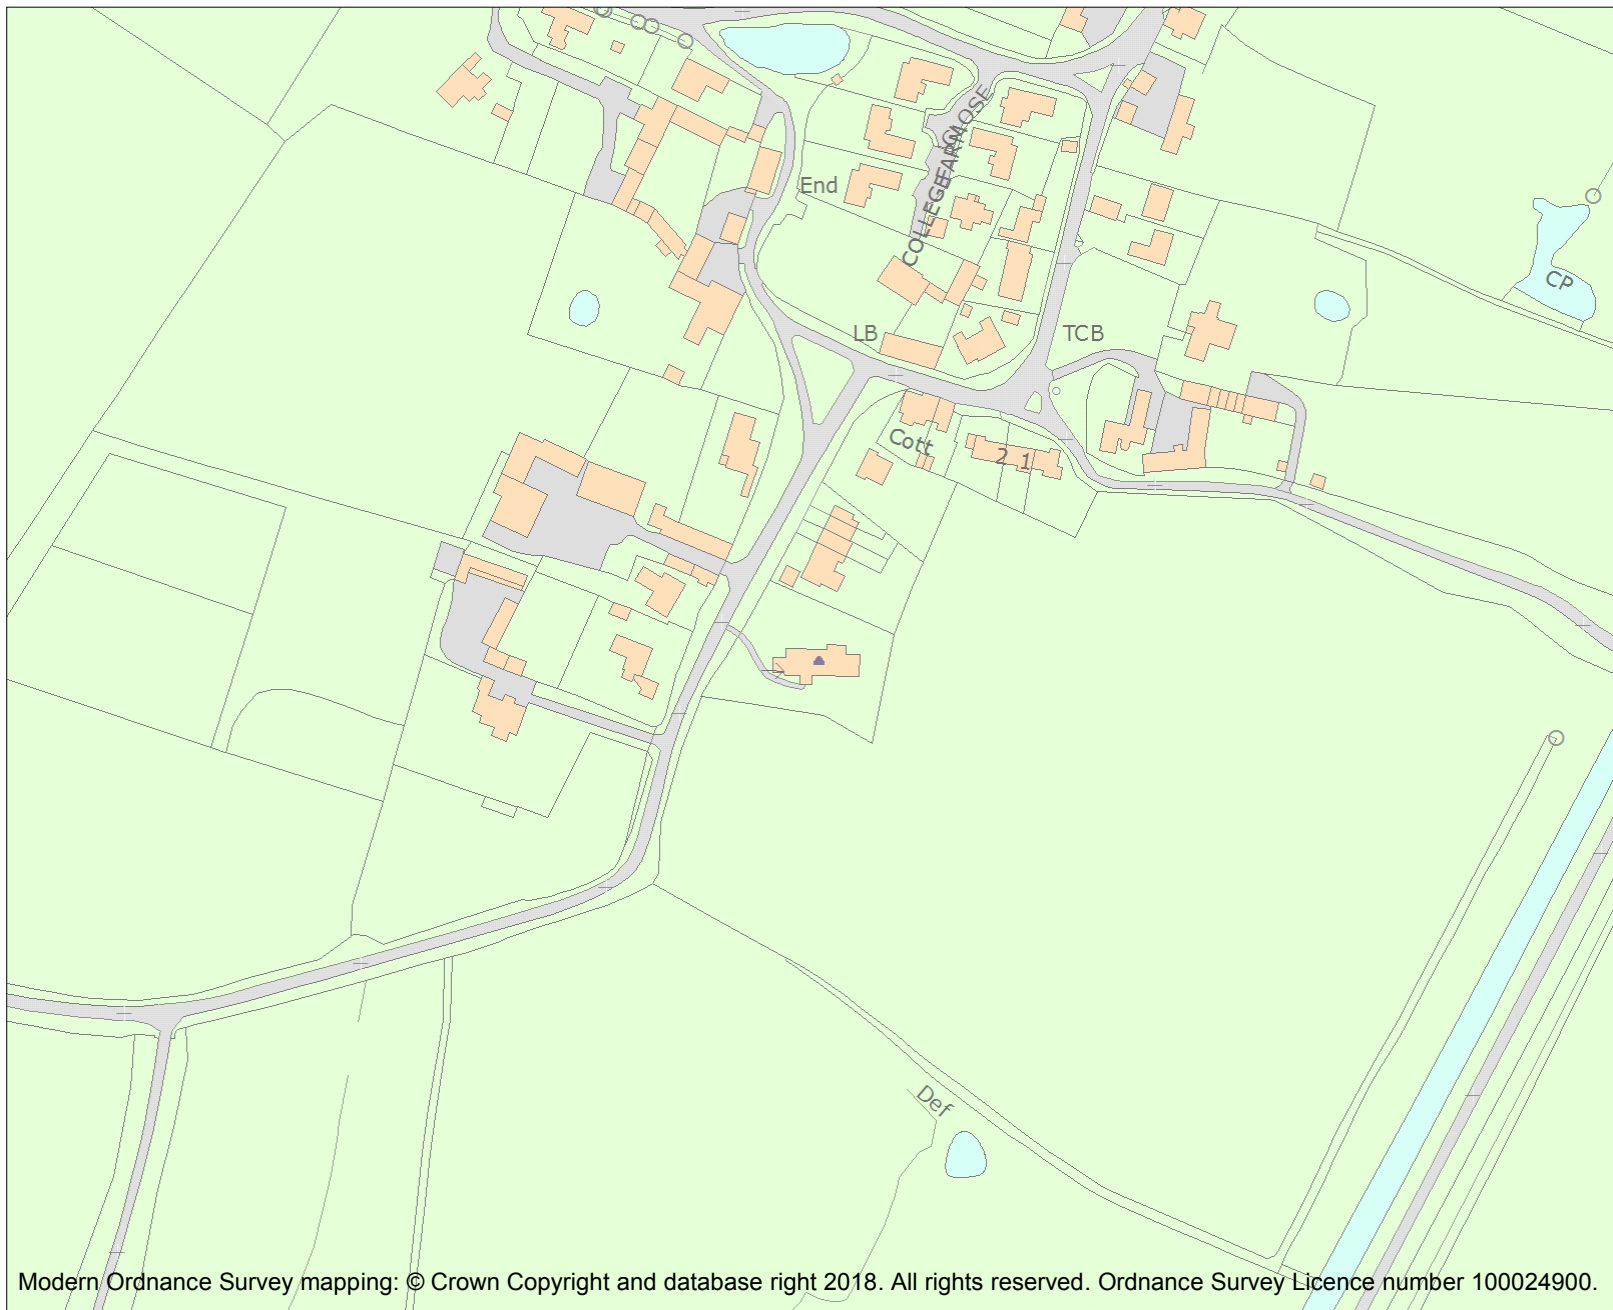 COLLEGE FARM CLOSE
End
CP
LB
TCB
Cott
2 1
Def
Modern Ordnance Survey mapping: © Crown Copyright and database right 2018. All rights reserved. Ordnance Survey Licence number 100024900.